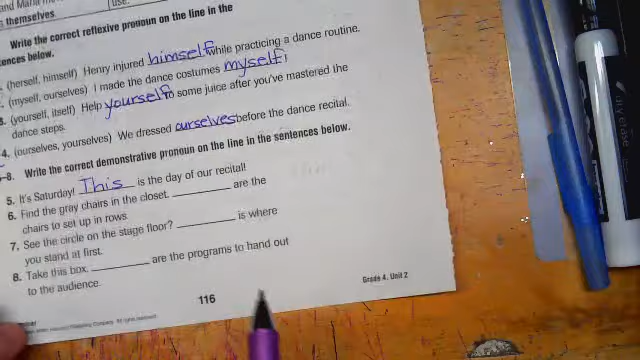 themselves
use.
Write the correct reflexive pronoun on the line in the
ences below.
(herself, himself) Henry injured himself while practicing a dance routine.
(myself, ourselves) I made the dance costumes myself!
(yourself, itself) Help yourself to some juice after you've mastered the
dance steps.
4. (ourselves, yourselves) We dressed ourselves before the dance recital.
–8. Write the correct demonstrative pronoun on the line in the sentences below.
5. It's Saturday! This is the day of our recital!
6. Find the gray chairs in the closet. ________ are the
chairs to set up in rows.
7. See the circle on the stage floor? ________ is where
you stand at first.
8. Take this box. ________ are the programs to hand out
to the audience.
Grade 4, Unit 2
116